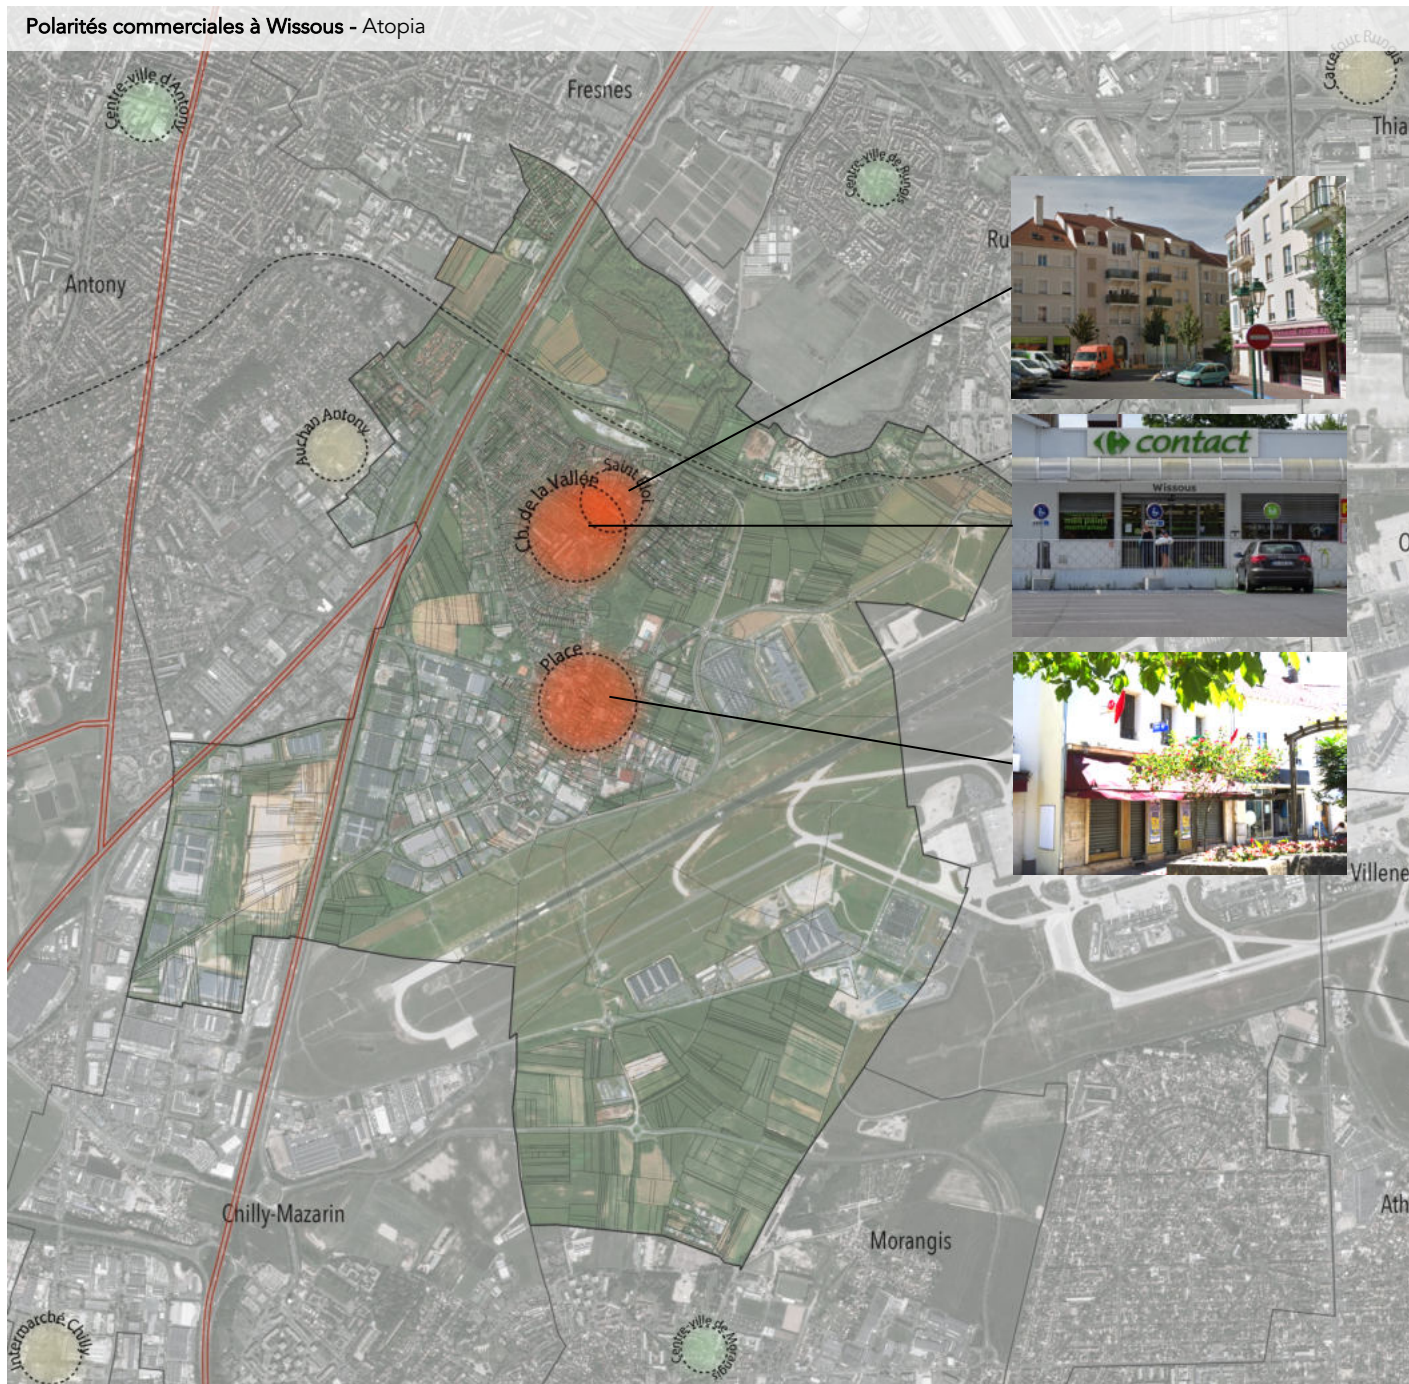 Polarités commerciales à Wissous - Atopia
Carrefour Rungis
Centre-ville d'Antony
Fresnes
Thia
Centre-ville de Rungis
Ru
Antony
Auchan Antony
contact
Wissous
Saint Eloi
Ch. de la Vallée
O
Place
Villene
Chilly-Mazarin
Ath
Morangis
Intermarché Chilly
Centre-ville de Morangis